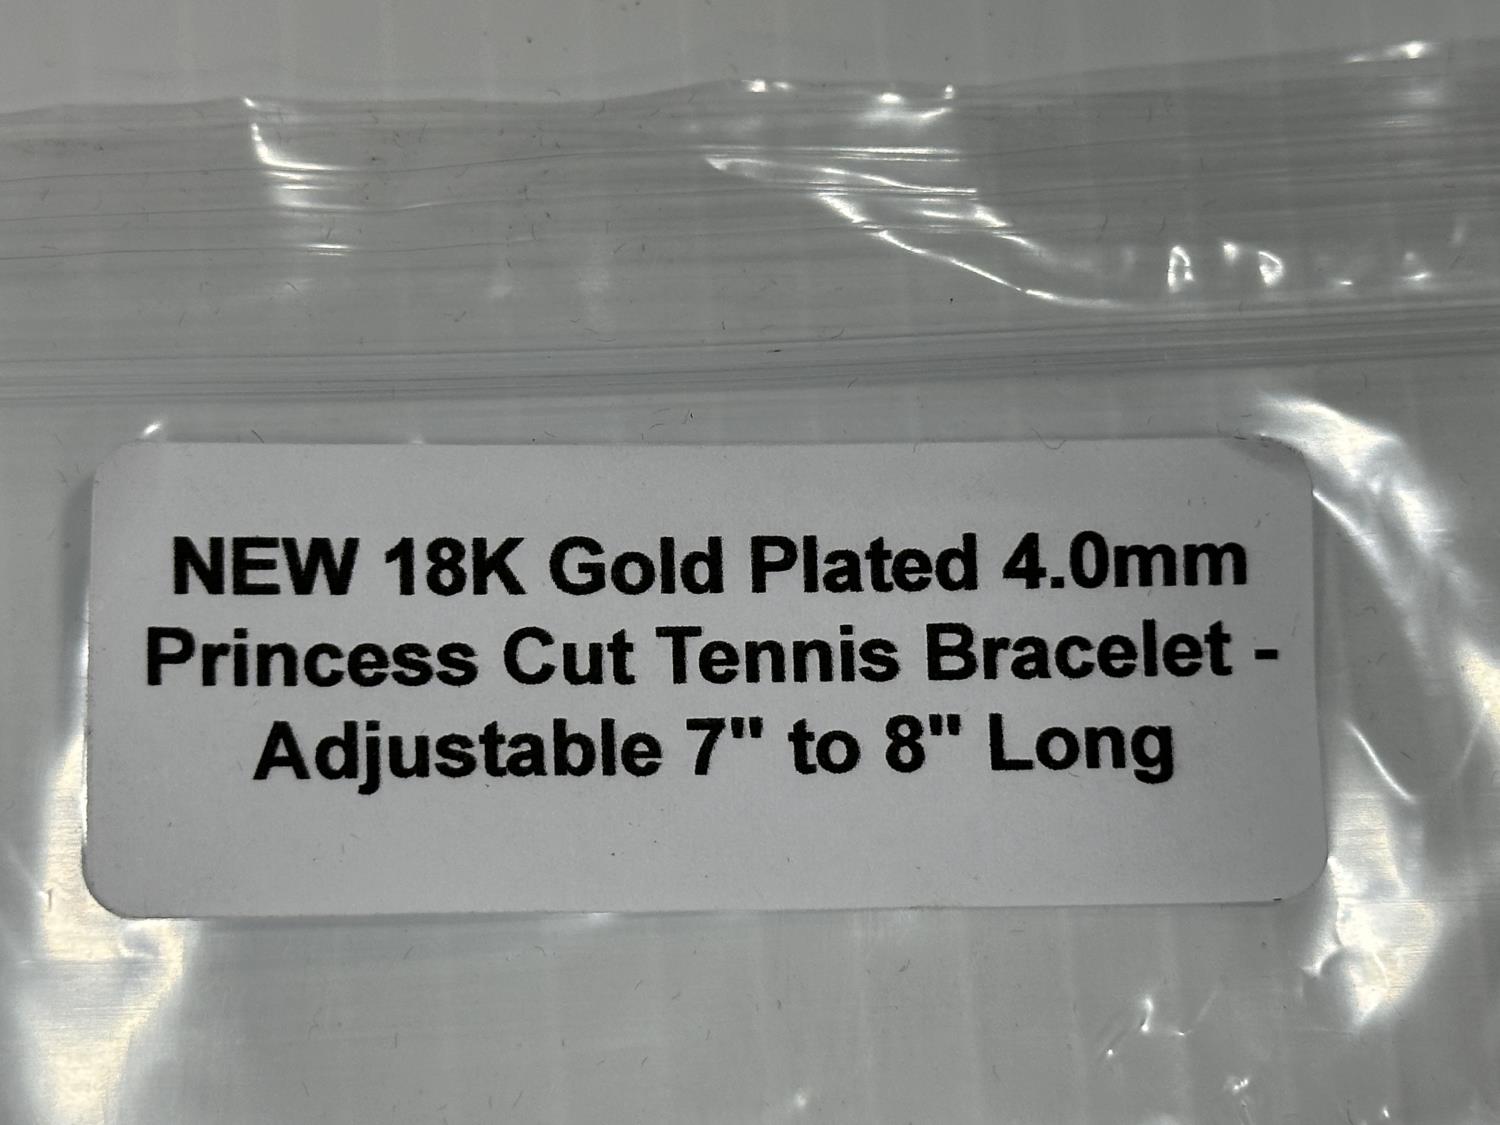 NEW 18K Gold Plated 4.0mm
Princess Cut Tennis Bracelet -
Adjustable 7" to 8" Long